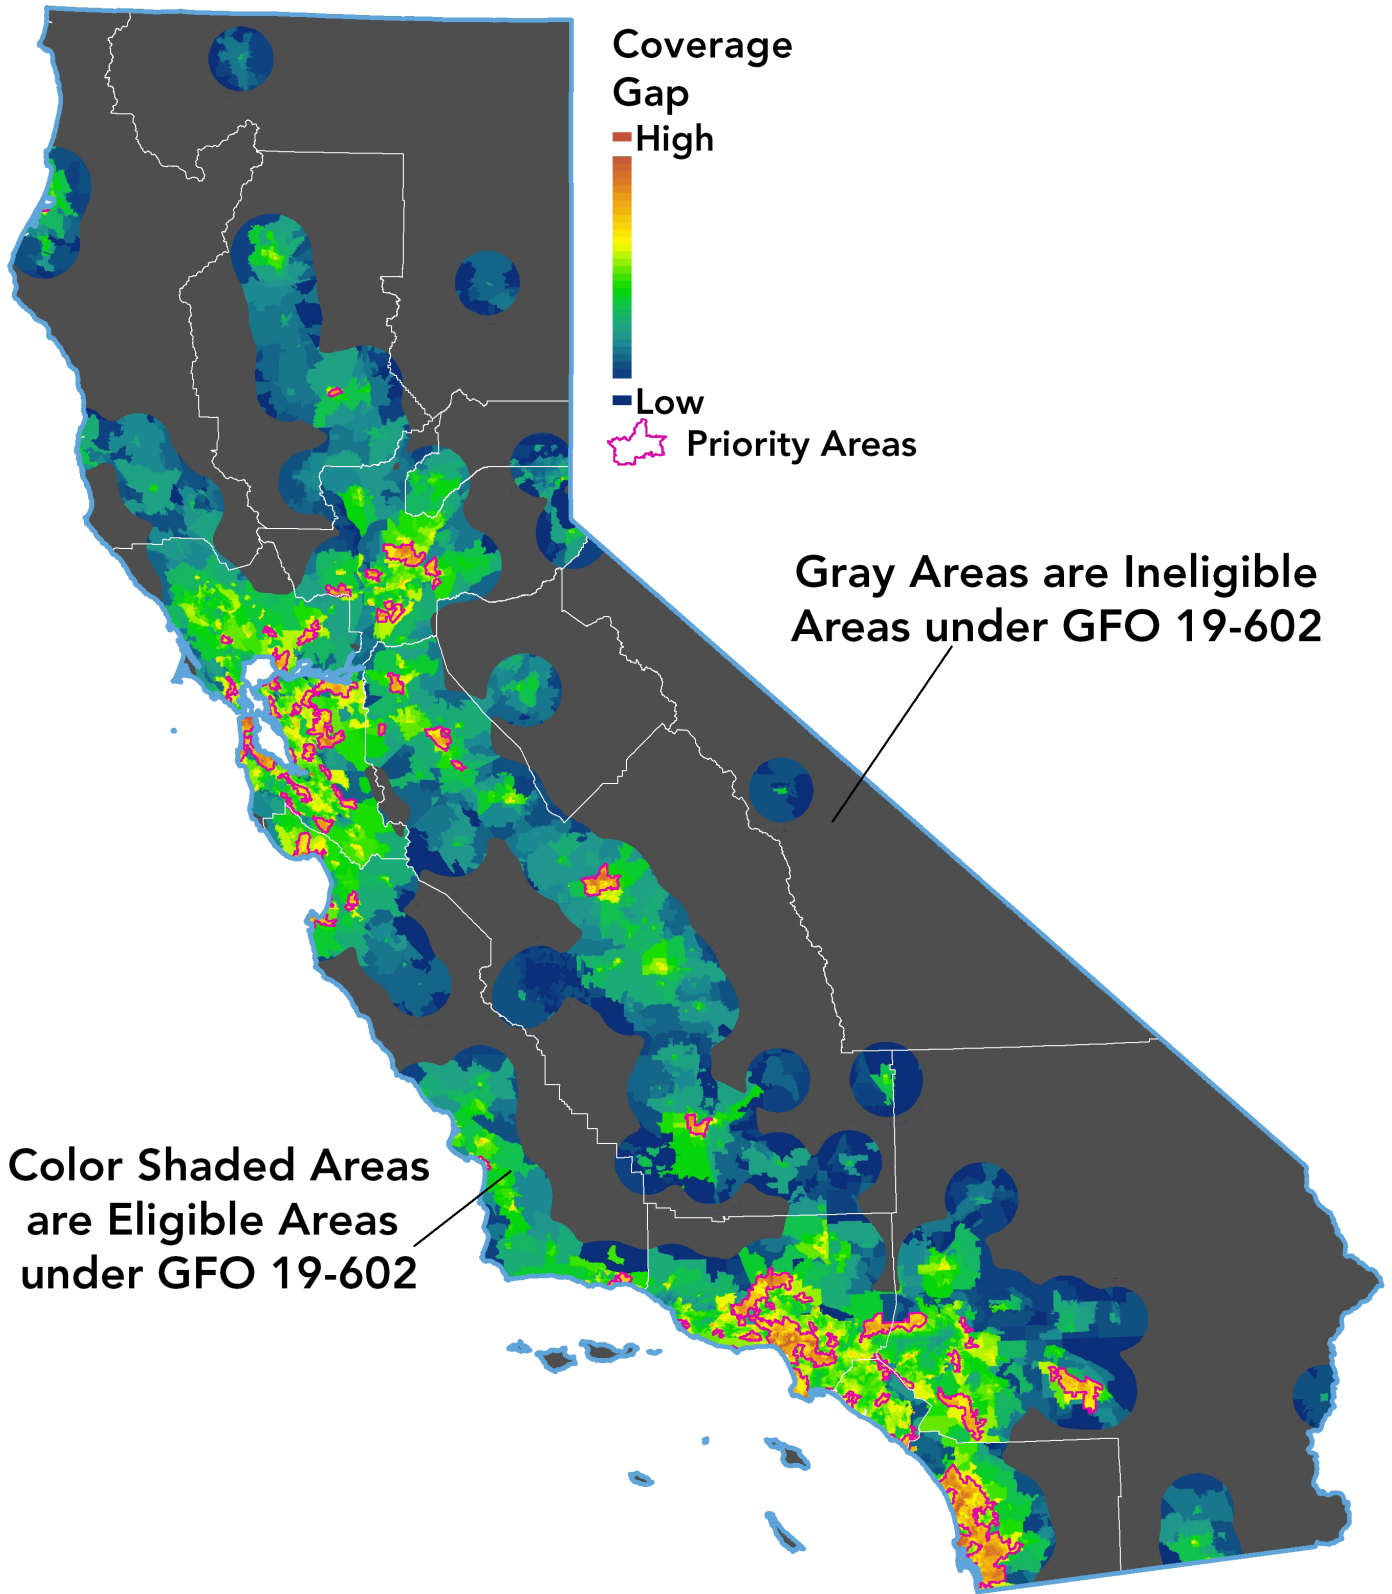 Coverage
Gap
High
Low
Priority Areas
Gray Areas are Ineligible
Areas under GFO 19-602
Color Shaded Areas
are Eligible Areas
under GFO 19-602